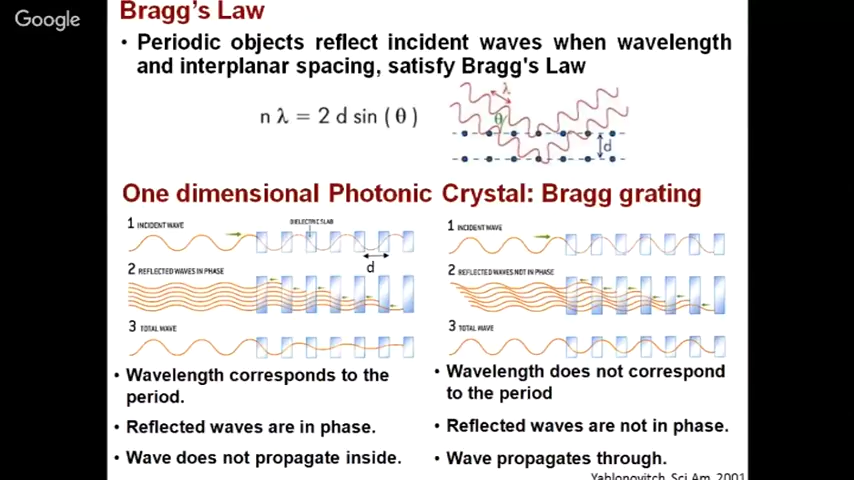 Google
Bragg's Law
• Periodic objects reflect incident waves when wavelength
and interplanar spacing, satisfy Bragg's Law
n λ = 2 d sin ( θ )
λ
θ
d
One dimensional Photonic Crystal: Bragg grating
1 INCIDENT WAVE
DIELECTRIC SLAB
d
2 REFLECTED WAVES IN PHASE
3 TOTAL WAVE
• Wavelength corresponds to the
period.
• Reflected waves are in phase.
• Wave does not propagate inside.
1 INCIDENT WAVE
2 REFLECTED WAVES NOT IN PHASE
3 TOTAL WAVE
• Wavelength does not correspond
to the period
• Reflected waves are not in phase.
• Wave propagates through.
Yablonovitch, Sci.Am. 2001